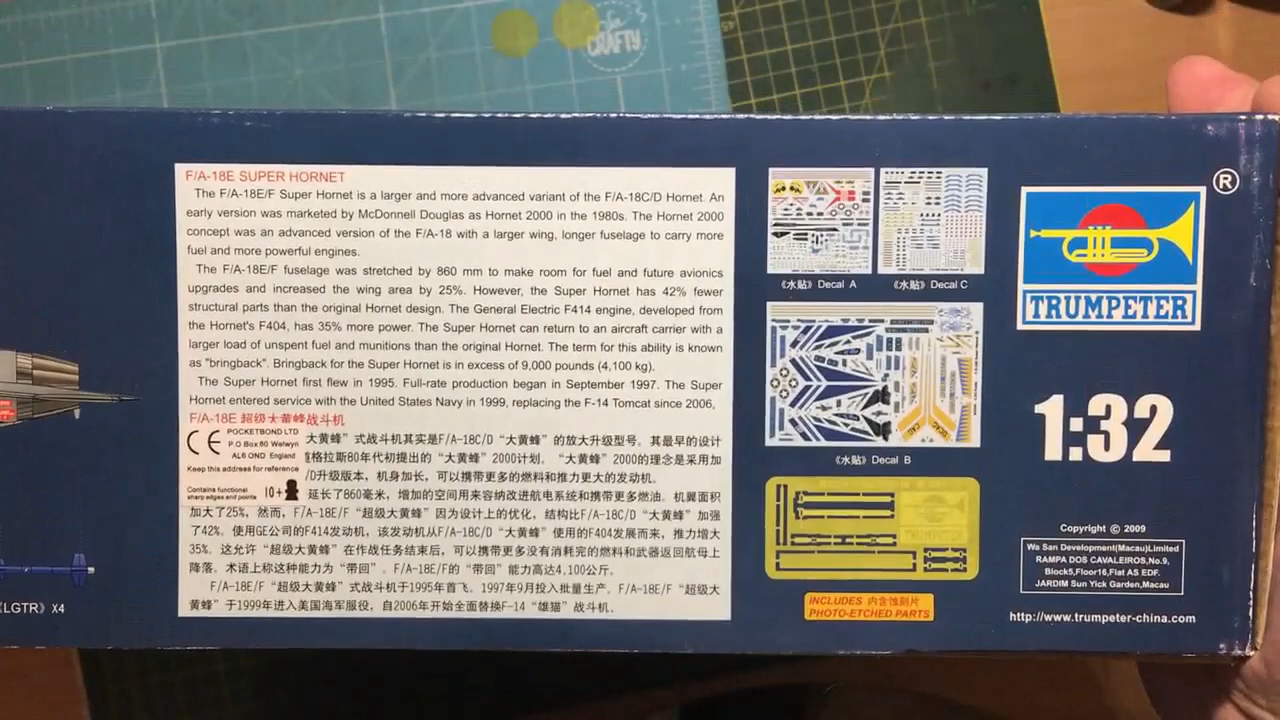 CRAFTY
F/A-18E SUPER HORNET
The F/A-18E/F Super Hornet is a larger and more advanced variant of the F/A-18C/D Hornet. An
early version was marketed by McDonnell Douglas as Hornet 2000 in the 1980s. The Hornet 2000
concept was an advanced version of the F/A-18 with a larger wing, longer fuselage to carry more
fuel and more powerful engines.
The F/A-18E/F fuselage was stretched by 860 mm to make room for fuel and future avionics
upgrades and increased the wing area by 25%. However, the Super Hornet has 42% fewer
structural parts than the original Hornet design. The General Electric F414 engine, developed from
the Hornet's F404, has 35% more power. The Super Hornet can return to an aircraft carrier with a
larger load of unspent fuel and munitions than the original Hornet. The term for this ability is known
as "bringback". Bringback for the Super Hornet is in excess of 9,000 pounds (4,100 kg).
The Super Hornet first flew in 1995. Full-rate production began in September 1997. The Super
Hornet entered service with the United States Navy in 1999, replacing the F-14 Tomcat since 2006,
F/A-18E 超级大黄蜂战斗机
CE
POCKETBOND LTD
P.O Box 80 Welwyn
AL6 OND England
Keep this address for reference
Contains functional
sharp edges and points
10+
大黄蜂”式战斗机其实是F/A-18C/D“大黄蜂”的放大升级型号。其最早的设计
格拉斯80年代初提出的“大黄蜂”2000计划。“大黄蜂”2000的理念是采用加
/D升级版本，机身加长，可以携带更多的燃料和推力更大的发动机。
延长了860毫米，增加的空间用来容纳改进航电系统和携带更多燃油。机翼面积
加大了25%，然而，F/A-18E/F“超级大黄蜂”因为设计上的优化，结构比F/A-18C/D“大黄蜂”加强
了42%。使用GE公司的F414发动机，该发动机从F/A-18C/D“大黄蜂”使用的F404发展而来，推力增大
35%。这允许“超级大黄蜂”在作战任务结束后，可以携带更多没有消耗完的燃料和武器返回航母上
降落。术语上称这种能力为“带回”。F/A-18E/F的“带回”能力高达4,100公斤。
F/A-18E/F“超级大黄蜂”式战斗机于1995年首飞。1997年9月投入批量生产。F/A-18E/F“超级大
黄蜂”于1999年进入美国海军服役，自2006年开始全面替换F-14“雄猫”战斗机。
LGTR》X4
《水贴》Decal A
《水贴》Decal C
《水贴》Decal B
INCLUDES 内含蚀刻片
PHOTO-ETCHED PARTS
®
TRUMPETER
1:32
Copyright © 2009
Wa San Development(Macau)Limited
RAMPA DOS CAVALEIROS,No.9,
Block5,Floor16,Flat AS EDF.
JARDIM Sun Yick Garden,Macau
http://www.trumpeter-china.com